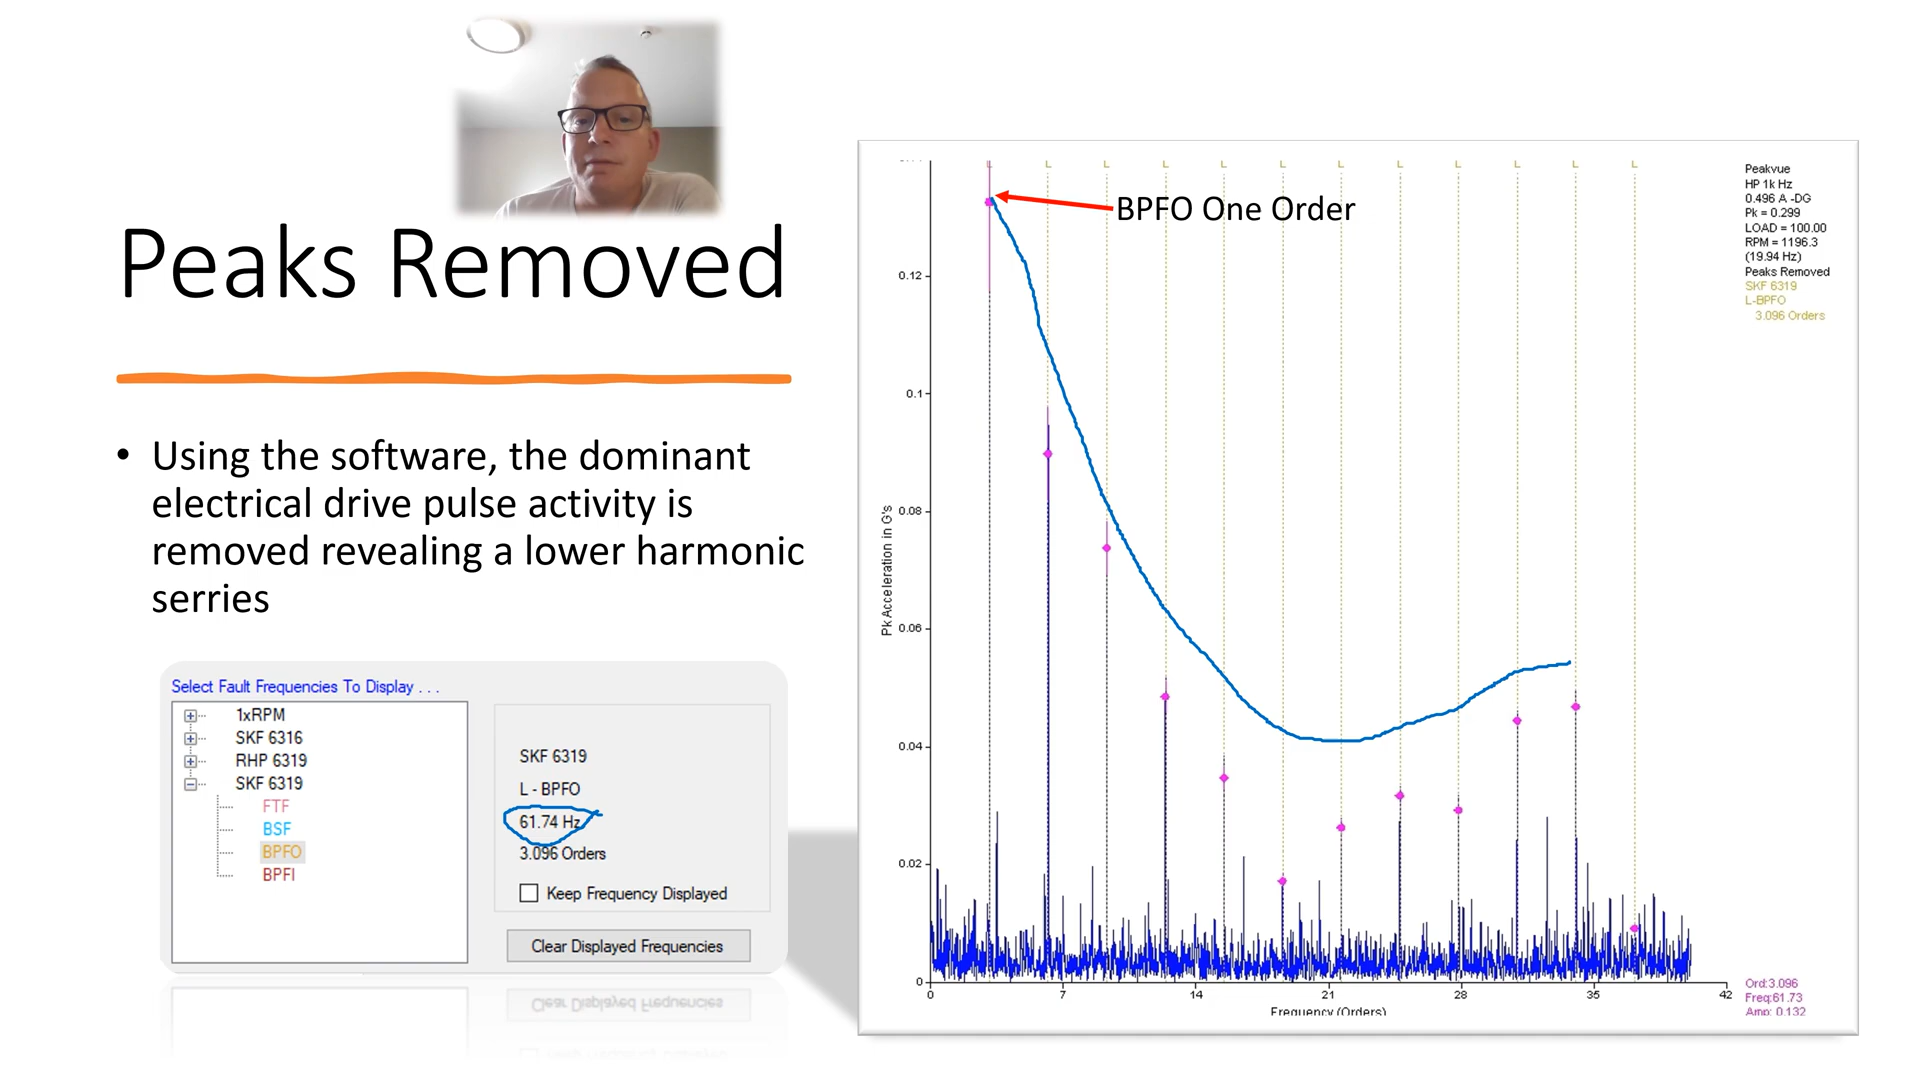 Peaks Removed
• Using the software, the dominant
electrical drive pulse activity is
removed revealing a lower harmonic
serries
Select Fault Frequencies To Display . . .
1xRPM
SKF 6316
RHP 6319
SKF 6319
FTF
BSF
BPFO
BPFI
SKF 6319
L - BPFO
61.74 Hz
3.096 Orders
Keep Frequency Displayed
Clear Displayed Frequencies
Clear Displayed Frequencies
L L L L L L L L L L L L
BPFO One Order
Pk Acceleration in G's
0.12
0.1
0.08
0.06
0.04
0.02
0
0 7 14 21 28 35 42
Frequency (Orders)
Peakvue
HP 1k Hz
0.496 A -DG
Pk = 0.299
LOAD = 100.00
RPM = 1196.3
(19.94 Hz)
Peaks Removed
SKF 6319
L-BPFO
3.096 Orders
Ord:3.096
Freq:61.73
Amp: 0.132